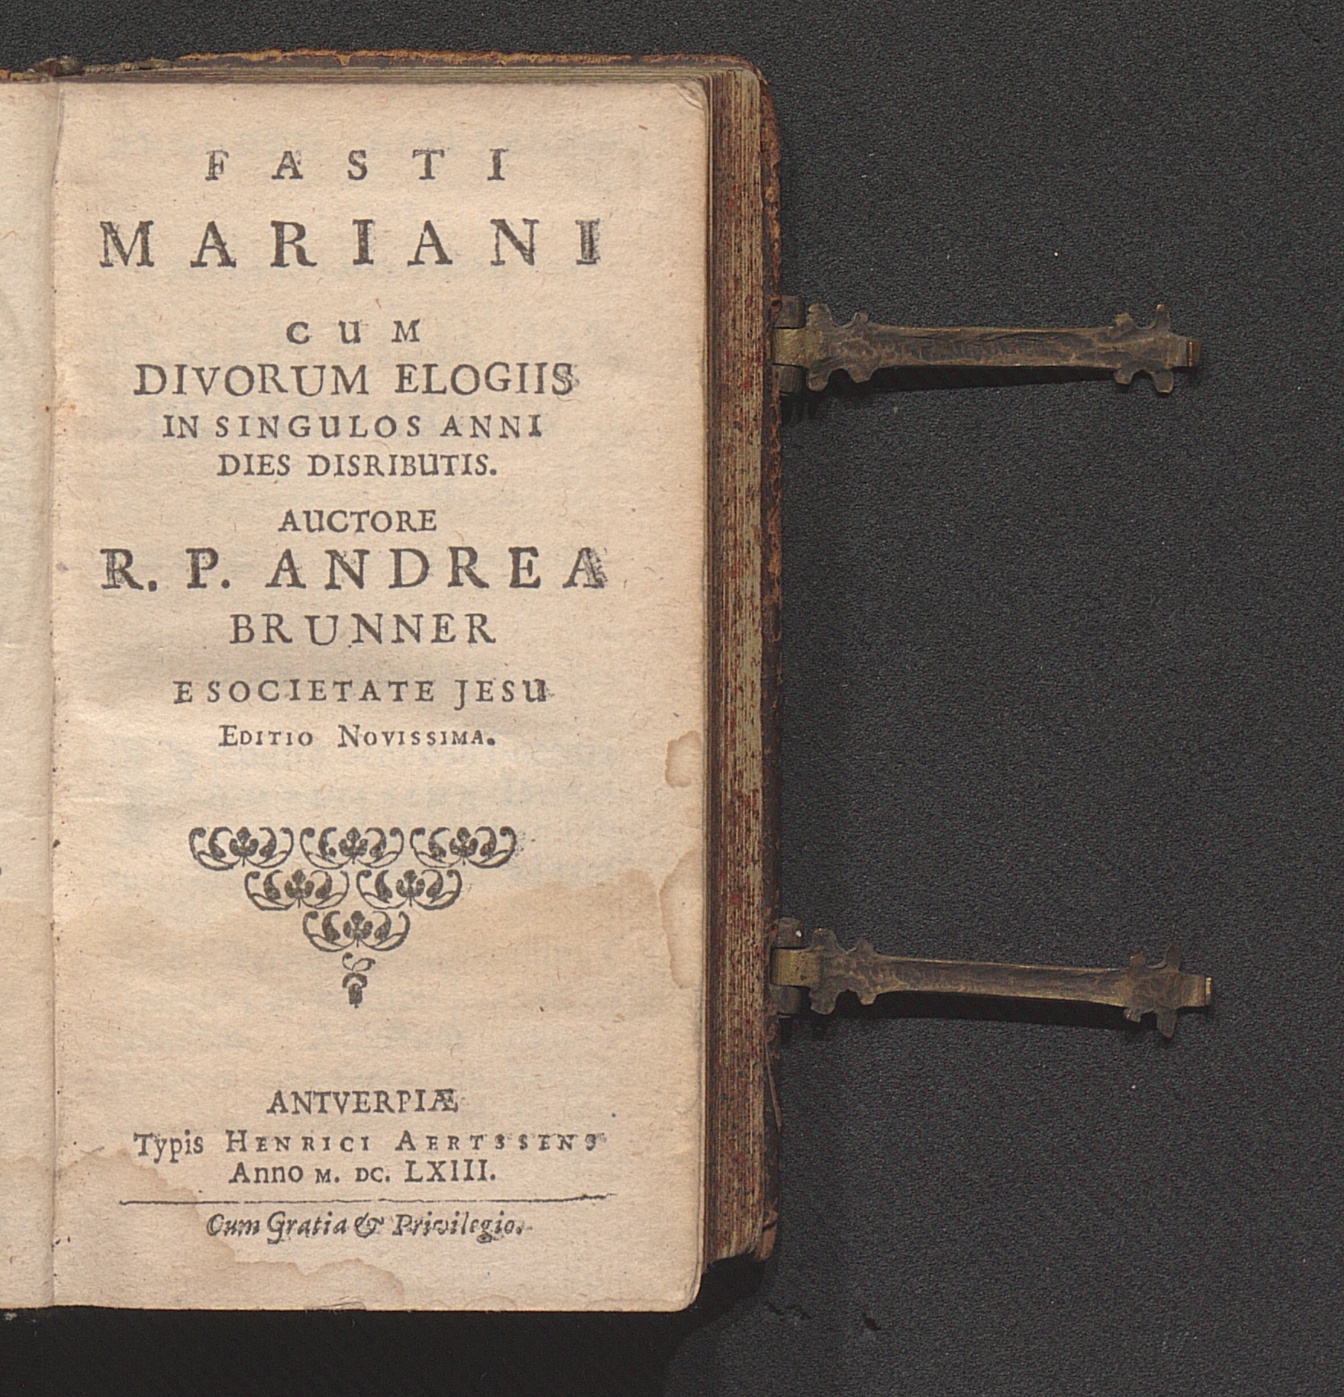 FASTI
MARIANI
CUM
DIVORUM ELOGIIS
IN SINGULOS ANNI
DIES DISRIBUTIS.
AUCTORE
R. P. ANDREA
BRUNNER
E SOCIETATE JESU
EDITIO NOVISSIMA.
ANTVERPIÆ
Typis HENRICI AERTSSENS
Anno M. DC. LXIII.
Cum Gratia & Privilegio.